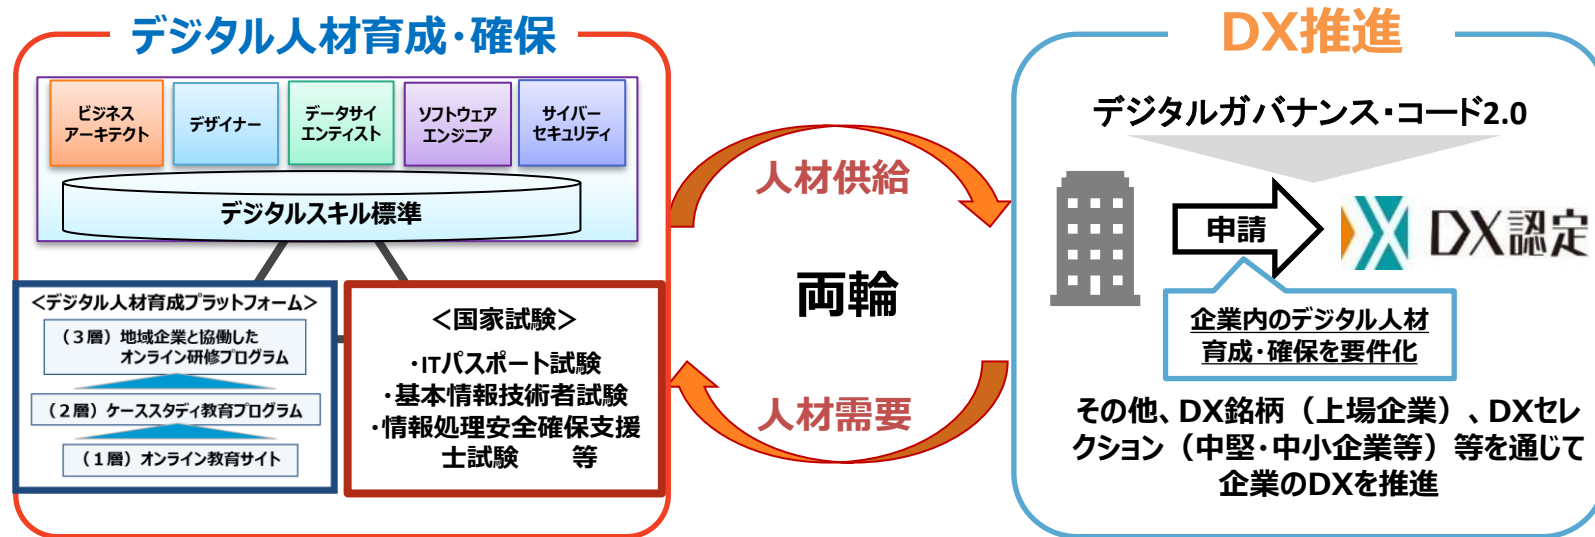 デジタル人材育成・確保
ビジネス
アーキテクト
デザイナー
データサイ
エンティスト
ソフトウェア
エンジニア
サイバー
セキュリティ
デジタルスキル標準
＜デジタル人材育成プラットフォーム＞
（３層）地域企業と協働した
オンライン研修プログラム
（２層）ケーススタディ教育プログラム
（１層）オンライン教育サイト
＜国家試験＞
・ITパスポート試験
・基本情報技術者試験
・情報処理安全確保支援
士試験　等
人材供給
両輪
人材需要
DX推進
デジタルガバナンス・コード2.0
申請
DX認定
企業内のデジタル人材
育成・確保を要件化
その他、DX銘柄（上場企業）、DXセレ
クション（中堅・中小企業等）等を通じて
企業のDXを推進